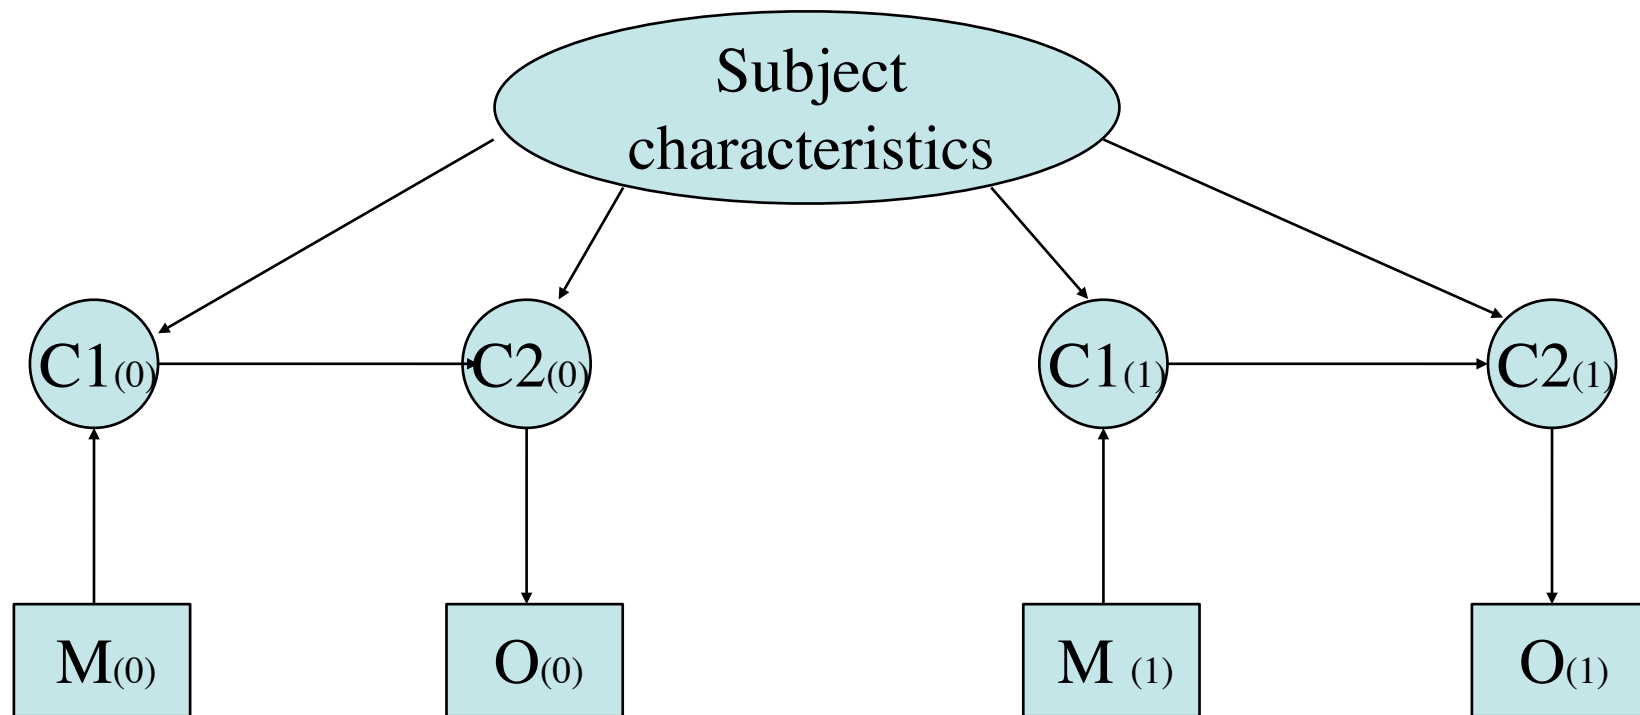 Subject
characteristics
C1(0)
C2(0)
C1(1)
C2(1)
M(0)
O(0)
M (1)
O(1)